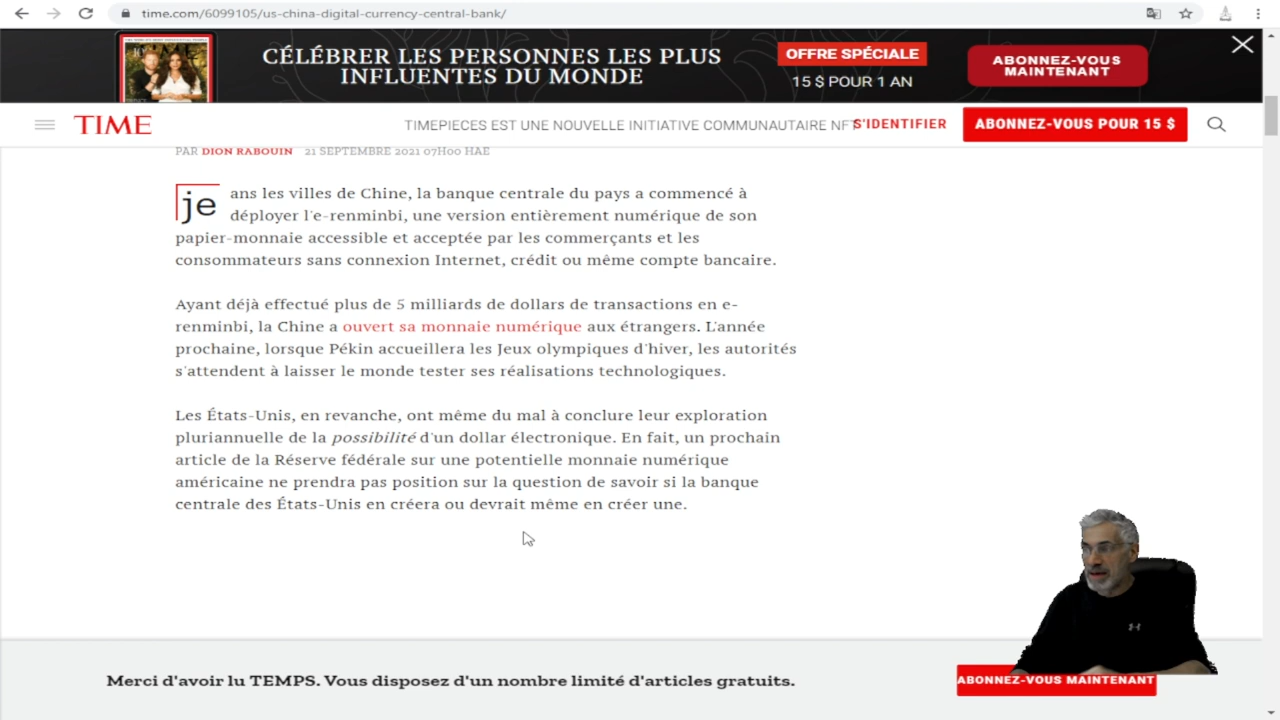 time.com/6099105/us-china-digital-currency-central-bank/
CÉLÉBRER LES PERSONNES LES PLUS
INFLUENTES DU MONDE
OFFRE SPÉCIALE
15 $ POUR 1 AN
ABONNEZ-VOUS
MAINTENANT
TIME
TIMEPIECES EST UNE NOUVELLE INITIATIVE COMMUNAUTAIRE NFT
S'IDENTIFIER
ABONNEZ-VOUS POUR 15 $
PAR DION RABOUIN 21 SEPTEMBRE 2021 07H00 HAE
je ans les villes de Chine, la banque centrale du pays a commencé à
déployer l'e-renminbi, une version entièrement numérique de son
papier-monnaie accessible et acceptée par les commerçants et les
consommateurs sans connexion Internet, crédit ou même compte bancaire.
Ayant déjà effectué plus de 5 milliards de dollars de transactions en e-
renminbi, la Chine a ouvert sa monnaie numérique aux étrangers. L'année
prochaine, lorsque Pékin accueillera les Jeux olympiques d'hiver, les autorités
s'attendent à laisser le monde tester ses réalisations technologiques.
Les États-Unis, en revanche, ont même du mal à conclure leur exploration
pluriannuelle de la possibilité d'un dollar électronique. En fait, un prochain
article de la Réserve fédérale sur une potentielle monnaie numérique
américaine ne prendra pas position sur la question de savoir si la banque
centrale des États-Unis en créera ou devrait même en créer une.
Merci d'avoir lu TEMPS. Vous disposez d'un nombre limité d'articles gratuits.
ABONNEZ-VOUS MAINTENANT